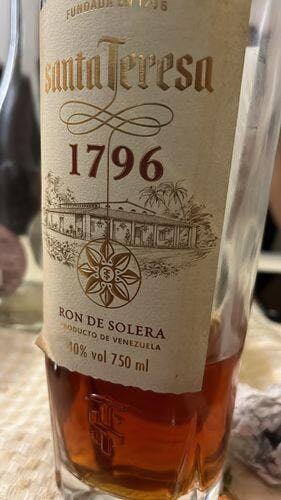 FUNDADA EN 1796
Santa Teresa
1796
RON DE SOLERA
PRODUCTO DE VENEZUELA
40% vol 750 ml